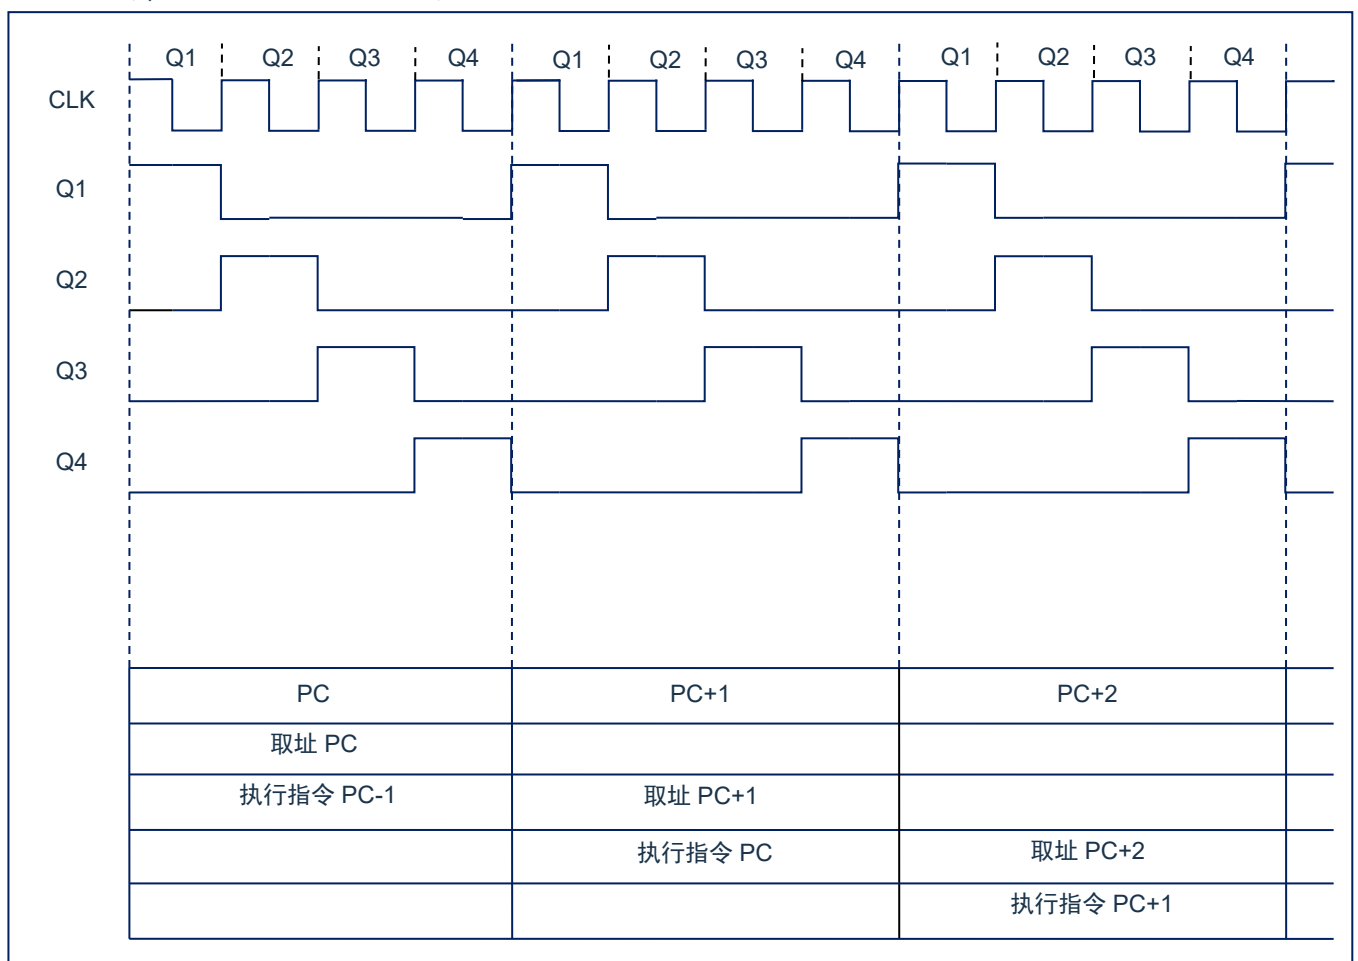 Q1 Q2 Q3 Q4 Q1 Q2 Q3 Q4 Q1 Q2 Q3 Q4
CLK
Q1
Q2
Q3
Q4
PC PC+1 PC+2
取址 PC
执行指令 PC-1 取址 PC+1
执行指令 PC 取址 PC+2
执行指令 PC+1